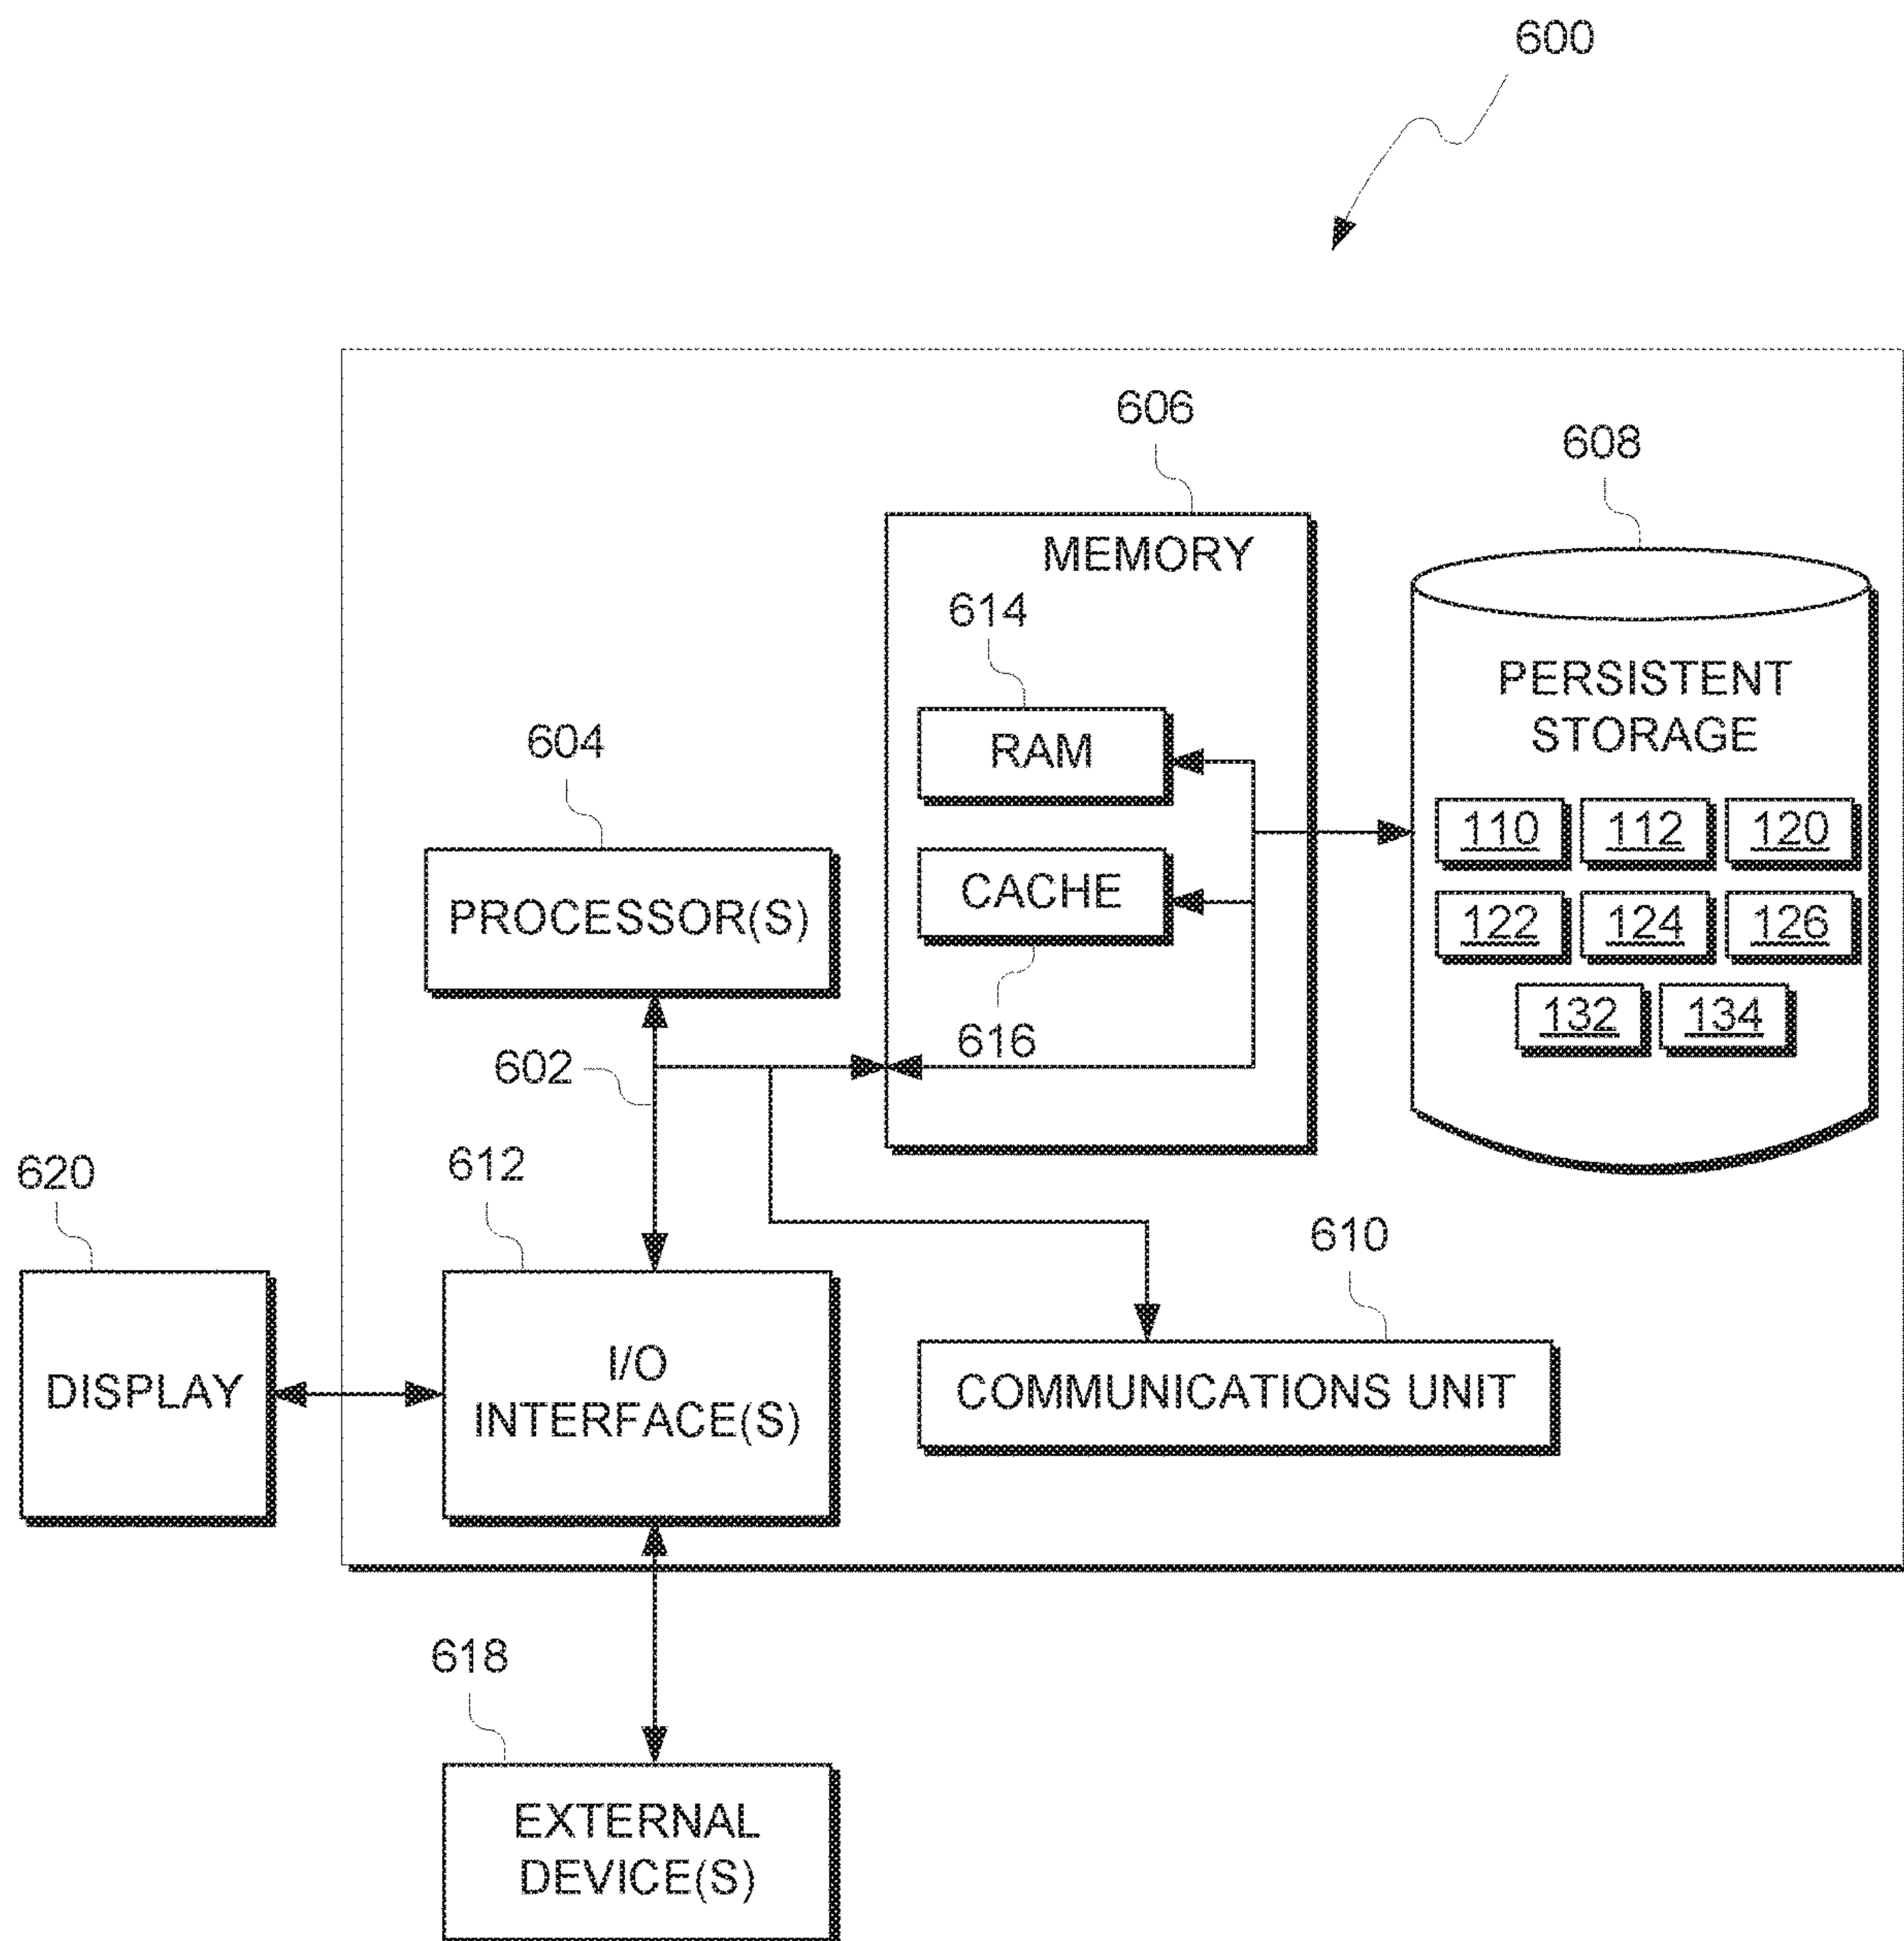 600
606
608
MEMORY
614
PERSISTENT
STORAGE
604
RAM
110 112 120
CACHE
PROCESSOR(S)
122 124 126
132 134
616
602
620
612
610
I/O
INTERFACE(S)
DISPLAY
COMMUNICATIONS UNIT
618
EXTERNAL
DEVICE(S)